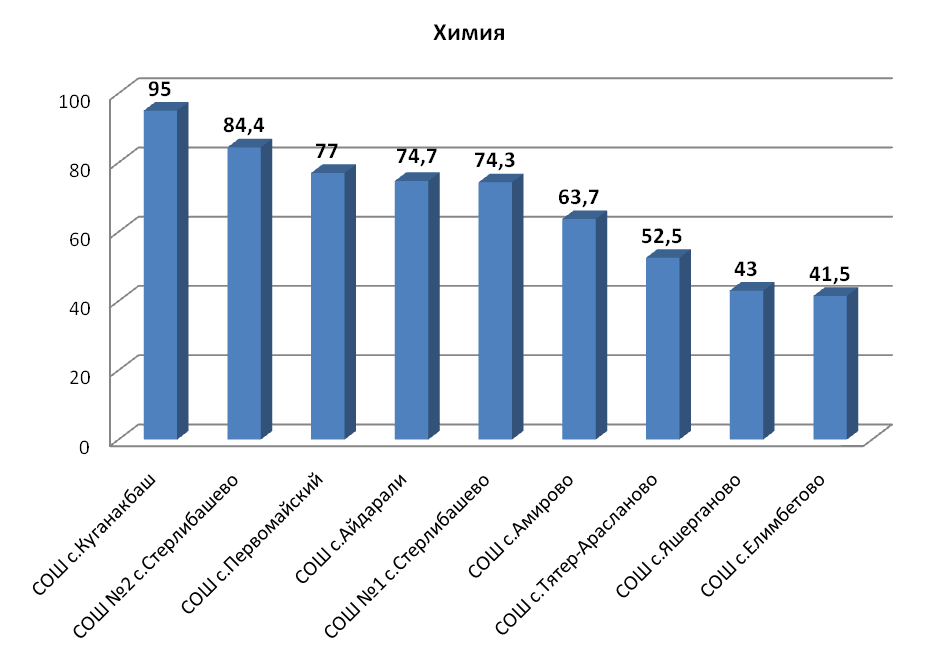 Химия
100
80
60
40
20
0
95
84,4
77
74,7
74,3
63,7
52,5
43
41,5
СОШ с.Куганакбаш
СОШ №2 с.Стерлибашево
СОШ с.Первомайский
СОШ с.Айдарали
СОШ №1 с.Стерлибашево
СОШ с.Амирово
СОШ с.Тятер-Арасланово
СОШ с.Яшерганово
СОШ с.Елимбетово